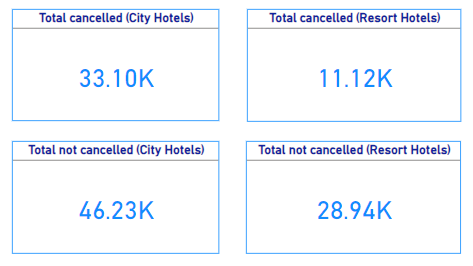 Total cancelled (City Hotels)
33.10K
Total cancelled (Resort Hotels)
11.12K
Total not cancelled (City Hotels)
46.23K
Total not cancelled (Resort Hotels)
28.94K